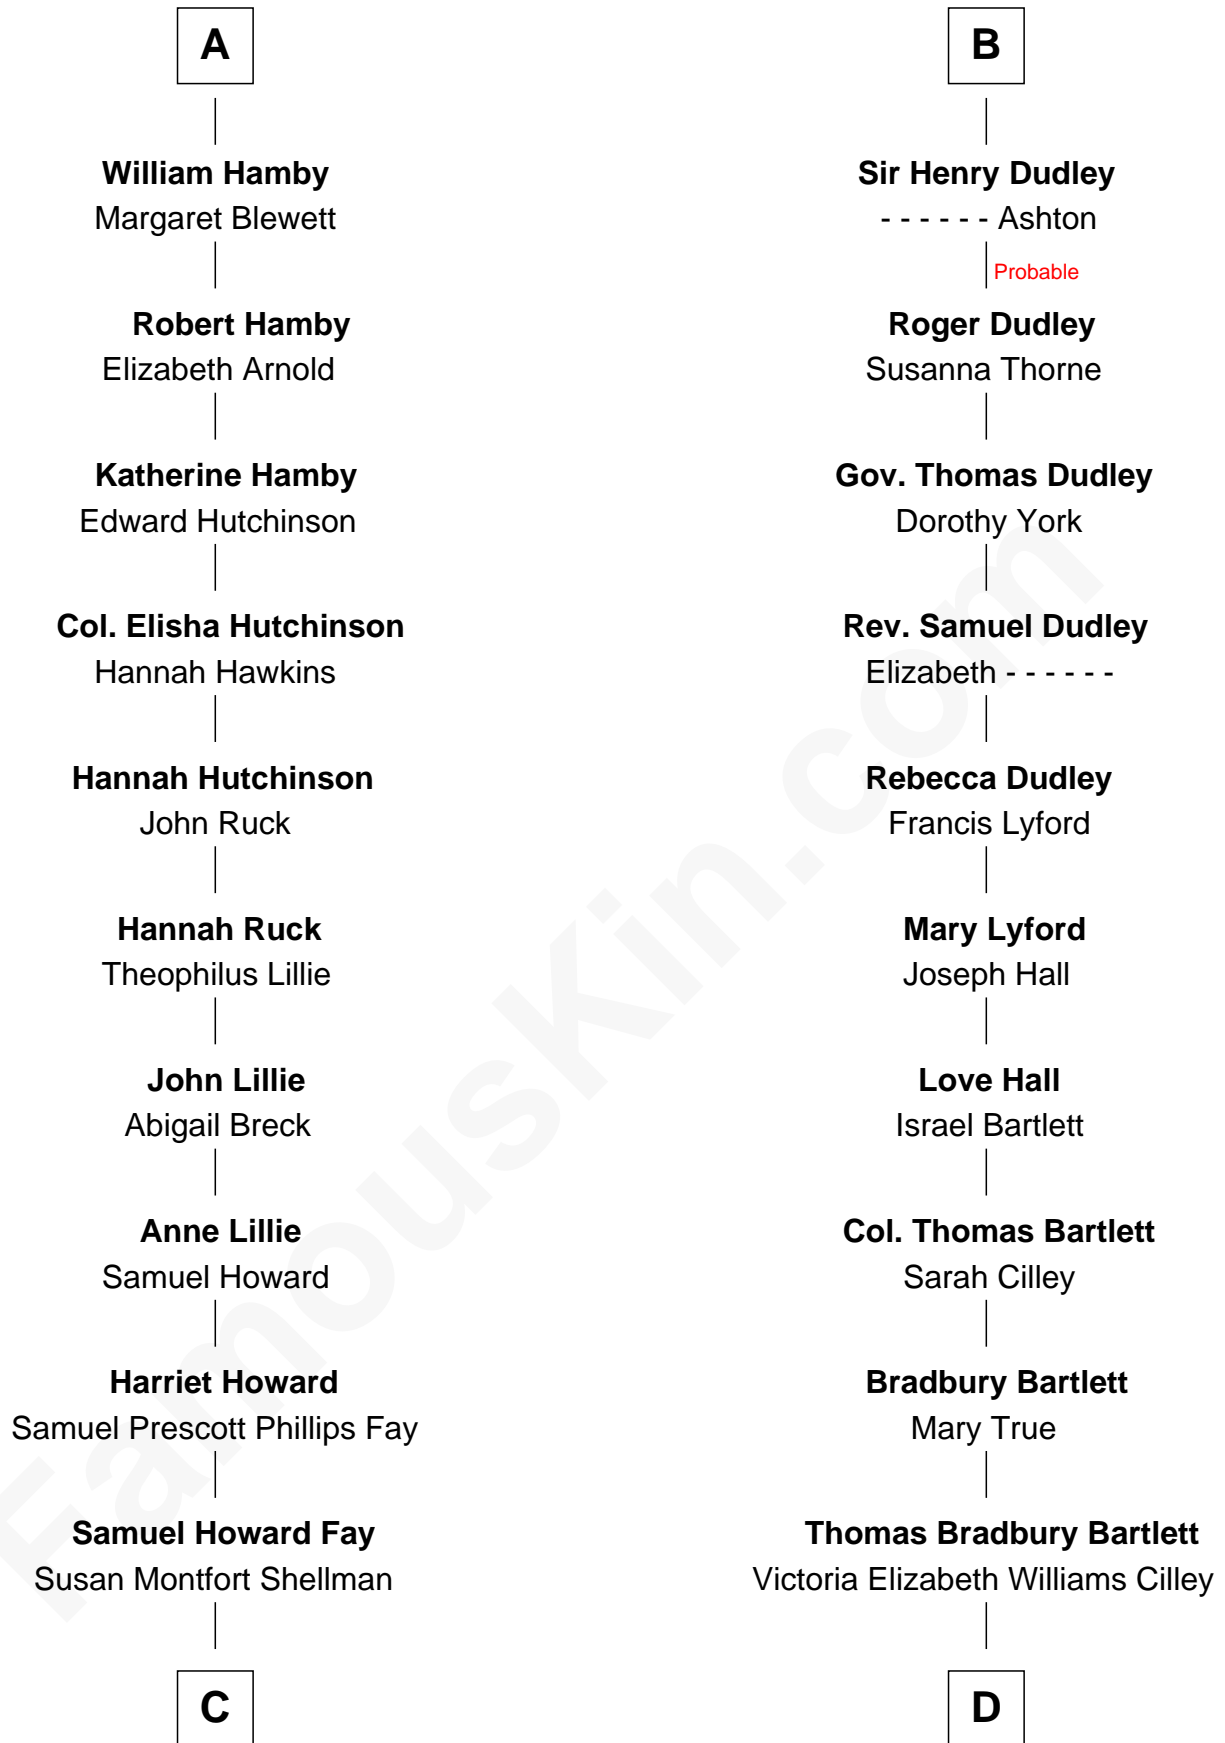 A
William Hamby
Margaret Blewett
Robert Hamby
Elizabeth Arnold
Katherine Hamby
Edward Hutchinson
Col. Elisha Hutchinson
Hannah Hawkins
Hannah Hutchinson
John Ruck
Hannah Ruck
Theophilus Lillie
John Lillie
Abigail Breck
Anne Lillie
Samuel Howard
Harriet Howard
Samuel Prescott Phillips Fay
Samuel Howard Fay
Susan Montfort Shellman
C
B
Sir Henry Dudley
- - - - - - Ashton
Probable
Roger Dudley
Susanna Thorne
Gov. Thomas Dudley
Dorothy York
Rev. Samuel Dudley
Elizabeth - - - - - -
Rebecca Dudley
Francis Lyford
Mary Lyford
Joseph Hall
Love Hall
Israel Bartlett
Col. Thomas Bartlett
Sarah Cilley
Bradbury Bartlett
Mary True
Thomas Bradbury Bartlett
Victoria Elizabeth Williams Cilley
D
FamousKin.com